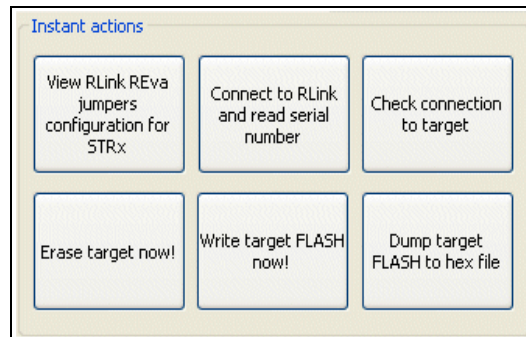 Instant actions
View RLink REva
jumpers
configuration for
STRx
Connect to RLink
and read serial
number
Check connection
to target
Erase target now!
Write target FLASH
now!
Dump target
FLASH to hex file